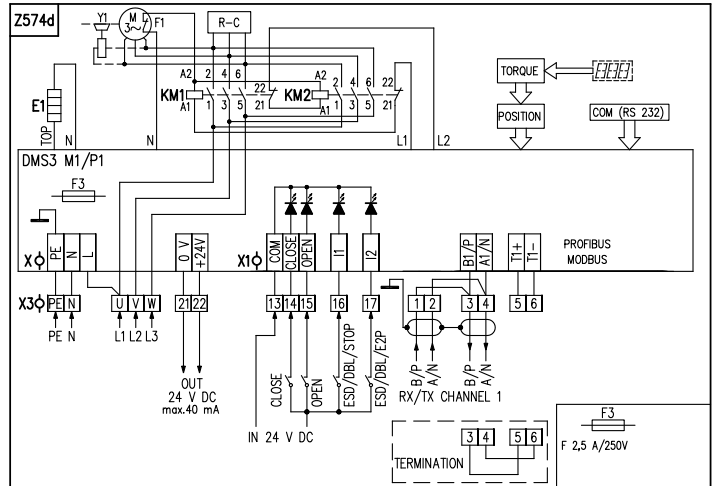 Z574d
Y1 M 3~ F1 R-C
A2 2 4 6 22 A2 2 4 6 22
KM1 KM2
A1 1 3 5 21 A1 1 3 5 21
TORQUE
POSITION COM (RS 232)
E1
TOP N N L1 L2
DMS3 M1/P1
F3
X PE N L 0 V +24V X1 COM CLOSE OPEN I1 I2 B1/P A1/N T1+ T1-
PROFIBUS
MODBUS
X3 PE N U V W 21 22 13 14 15 16 17 1 2 3 4 5 6
PE N L1 L2 L3
OUT
24 V DC
max.40 mA
CLOSE OPEN ESD/DBL/STOP ESD/DBL/E2P
IN 24 V DC
B/P A/N B/P A/N
RX/TX CHANNEL 1
TERMINATION 3 4 5 6
F3
F 2,5 A/250V